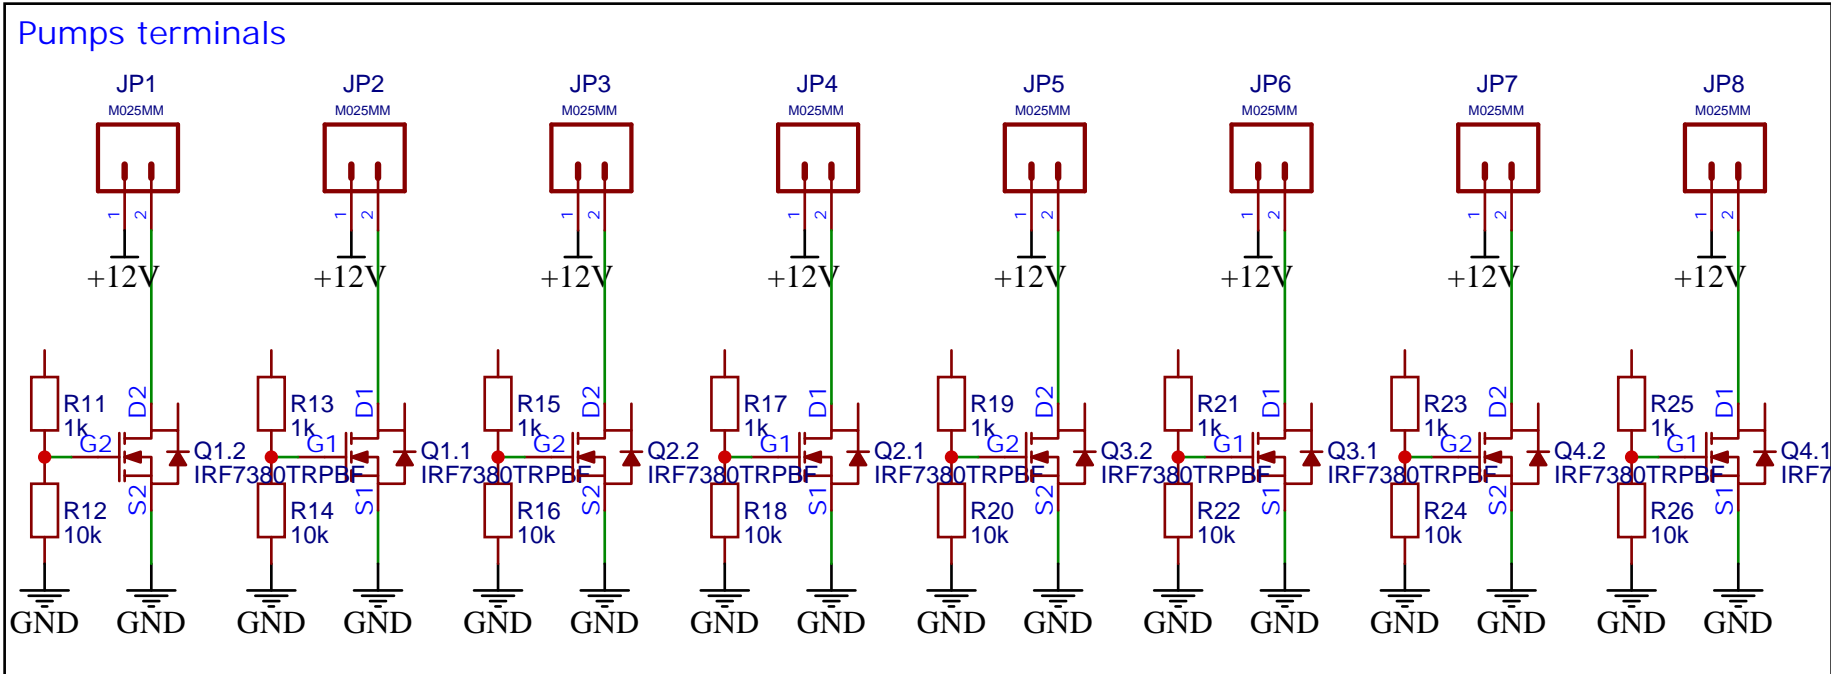 Pumps terminals
JP1 JP2 JP3 JP4 JP5 JP6 JP7 JP8
M025MM M025MM M025MM M025MM M025MM M025MM M025MM M025MM
1 2 1 2 1 2 1 2 1 2 1 2 1 2 1 2
+12V +12V +12V +12V +12V +12V +12V +12V
R11 D2 R13 D1 R15 D2 R17 D1 R19 D2 R21 D1 R23 D2 R25 D1
1k 1k 1k 1k 1k 1k 1k 1k
G2 Q1.2 G1 Q1.1 G2 Q2.2 G1 Q2.1 G2 Q3.2 G1 Q3.1 G2 Q4.2 G1 Q4.1
IRF7380TRPBF IRF7380TRPBF IRF7380TRPBF IRF7380TRPBF IRF7380TRPBF IRF7380TRPBF IRF7380TRPBF IRF7
R12 S2 R14 S1 R16 S2 R18 S1 R20 S2 R22 S1 R24 S2 R26 S1
10k 10k 10k 10k 10k 10k 10k 10k
GND GND GND GND GND GND GND GND GND GND GND GND GND GND GND GND